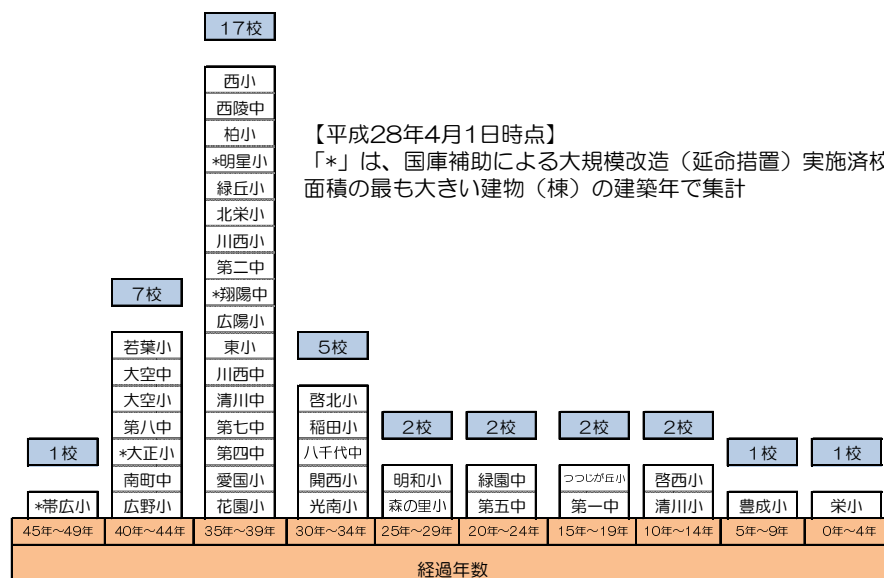 17校
西小
西陵中
柏小
*明星小
緑丘小
北栄小
川西小
第二中
*翔陽中
広陽小
東小
川西中
清川中
第七中
第四中
愛国小
花園小
【平成28年4月1日時点】
「*」は、国庫補助による大規模改造（延命措置）実施済校
面積の最も大きい建物（棟）の建築年で集計
1校
*帯広小
7校
若葉小
大空中
大空小
第八中
*大正小
南町中
広野小
5校
啓北小
稲田小
八千代中
開西小
光南小
2校
明和小
森の里小
2校
緑園中
第五中
2校
つつじが丘小
第一中
2校
啓西小
清川小
1校
豊成小
1校
栄小
45年～49年 40年～44年 35年～39年 30年～34年 25年～29年 20年～24年 15年～19年 10年～14年 5年～9年 0年～4年
経過年数